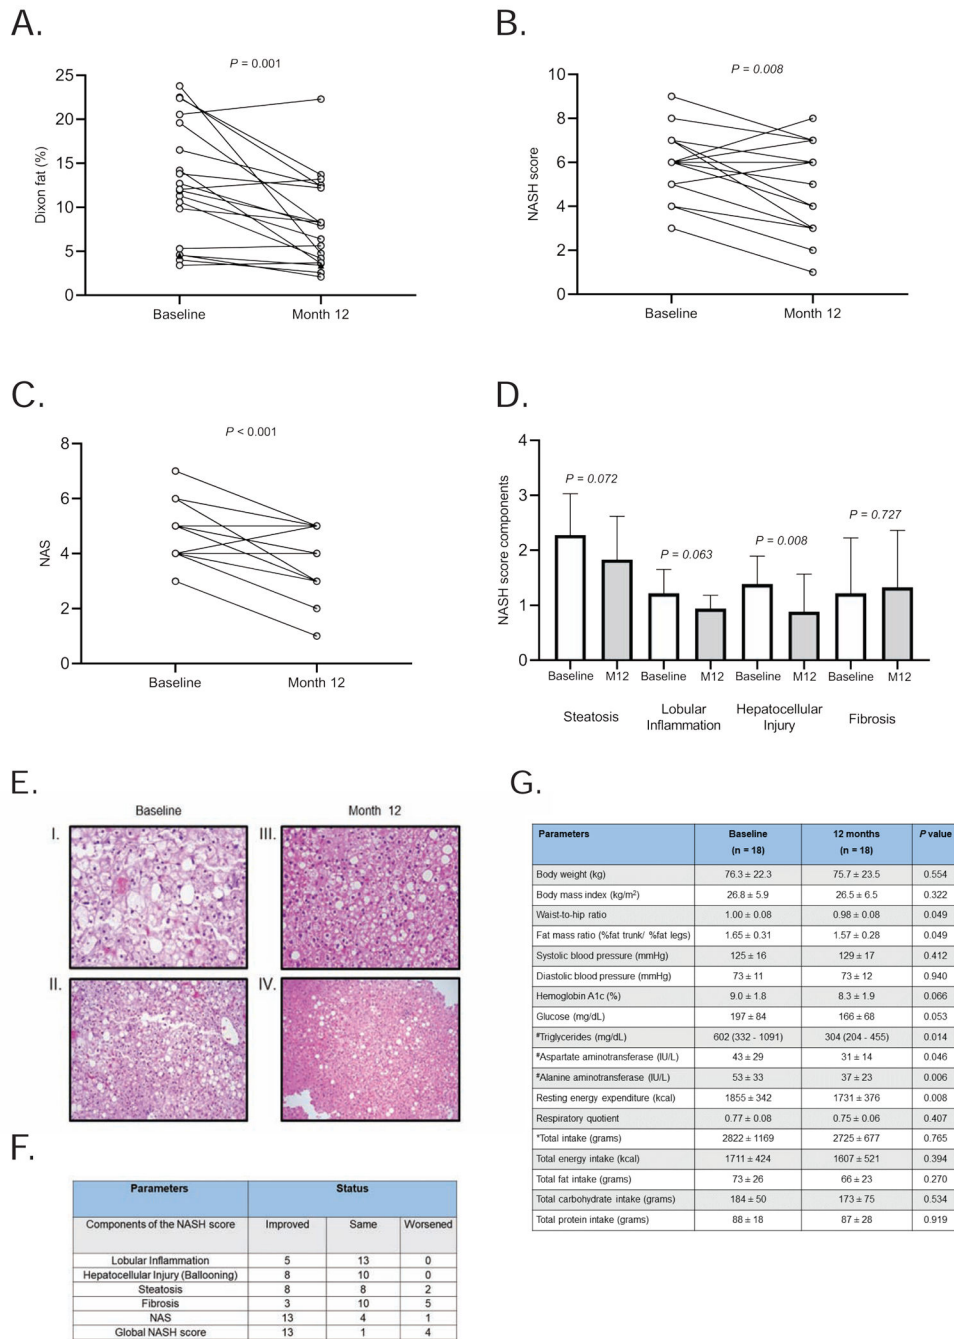 A.
P = 0.001
25
20
15
10
5
0
Dixon fat (%)
Baseline Month 12
B.
P = 0.008
10
8
6
4
2
0
NASH score
Baseline Month 12
C.
P < 0.001
8
6
4
2
0
NAS
Baseline Month 12
D.
4
3
2
1
0
NASH score components
P = 0.072
P = 0.063
P = 0.008
P = 0.727
Baseline M12 Baseline M12 Baseline M12 Baseline M12
Steatosis
Lobular
Inflammation
Hepatocellular
Injury
Fibrosis
E.
Baseline Month 12
I. III.
II. IV.
F.
Parameters Status
Components of the NASH score Improved Same Worsened
Lobular Inflammation 5 13 0
Hepatocellular Injury (Ballooning) 8 10 0
Steatosis 8 8 2
Fibrosis 3 10 5
NAS 13 4 1
Global NASH score 13 1 4
G.
Parameters Baseline 12 months P value
(n = 18) (n = 18)
Body weight (kg) 76.3 ± 22.3 75.7 ± 23.5 0.554
Body mass index (kg/m²) 26.8 ± 5.9 26.5 ± 6.5 0.322
Waist-to-hip ratio 1.00 ± 0.08 0.98 ± 0.08 0.049
Fat mass ratio (%fat trunk/ %fat legs) 1.65 ± 0.31 1.57 ± 0.28 0.049
Systolic blood pressure (mmHg) 125 ± 16 129 ± 17 0.412
Diastolic blood pressure (mmHg) 73 ± 11 73 ± 12 0.940
Hemoglobin A1c (%) 9.0 ± 1.8 8.3 ± 1.9 0.066
Glucose (mg/dL) 197 ± 84 166 ± 68 0.053
#Triglycerides (mg/dL) 602 (332 - 1091) 304 (204 - 455) 0.014
#Aspartate aminotransferase (IU/L) 43 ± 29 31 ± 14 0.046
#Alanine aminotransferase (IU/L) 53 ± 33 37 ± 23 0.006
Resting energy expenditure (kcal) 1855 ± 342 1731 ± 376 0.008
Respiratory quotient 0.77 ± 0.08 0.75 ± 0.06 0.407
*Total intake (grams) 2822 ± 1169 2725 ± 677 0.765
Total energy intake (kcal) 1711 ± 424 1607 ± 521 0.394
Total fat intake (grams) 73 ± 26 66 ± 23 0.270
Total carbohydrate intake (grams) 184 ± 50 173 ± 75 0.534
Total protein intake (grams) 88 ± 18 87 ± 28 0.919